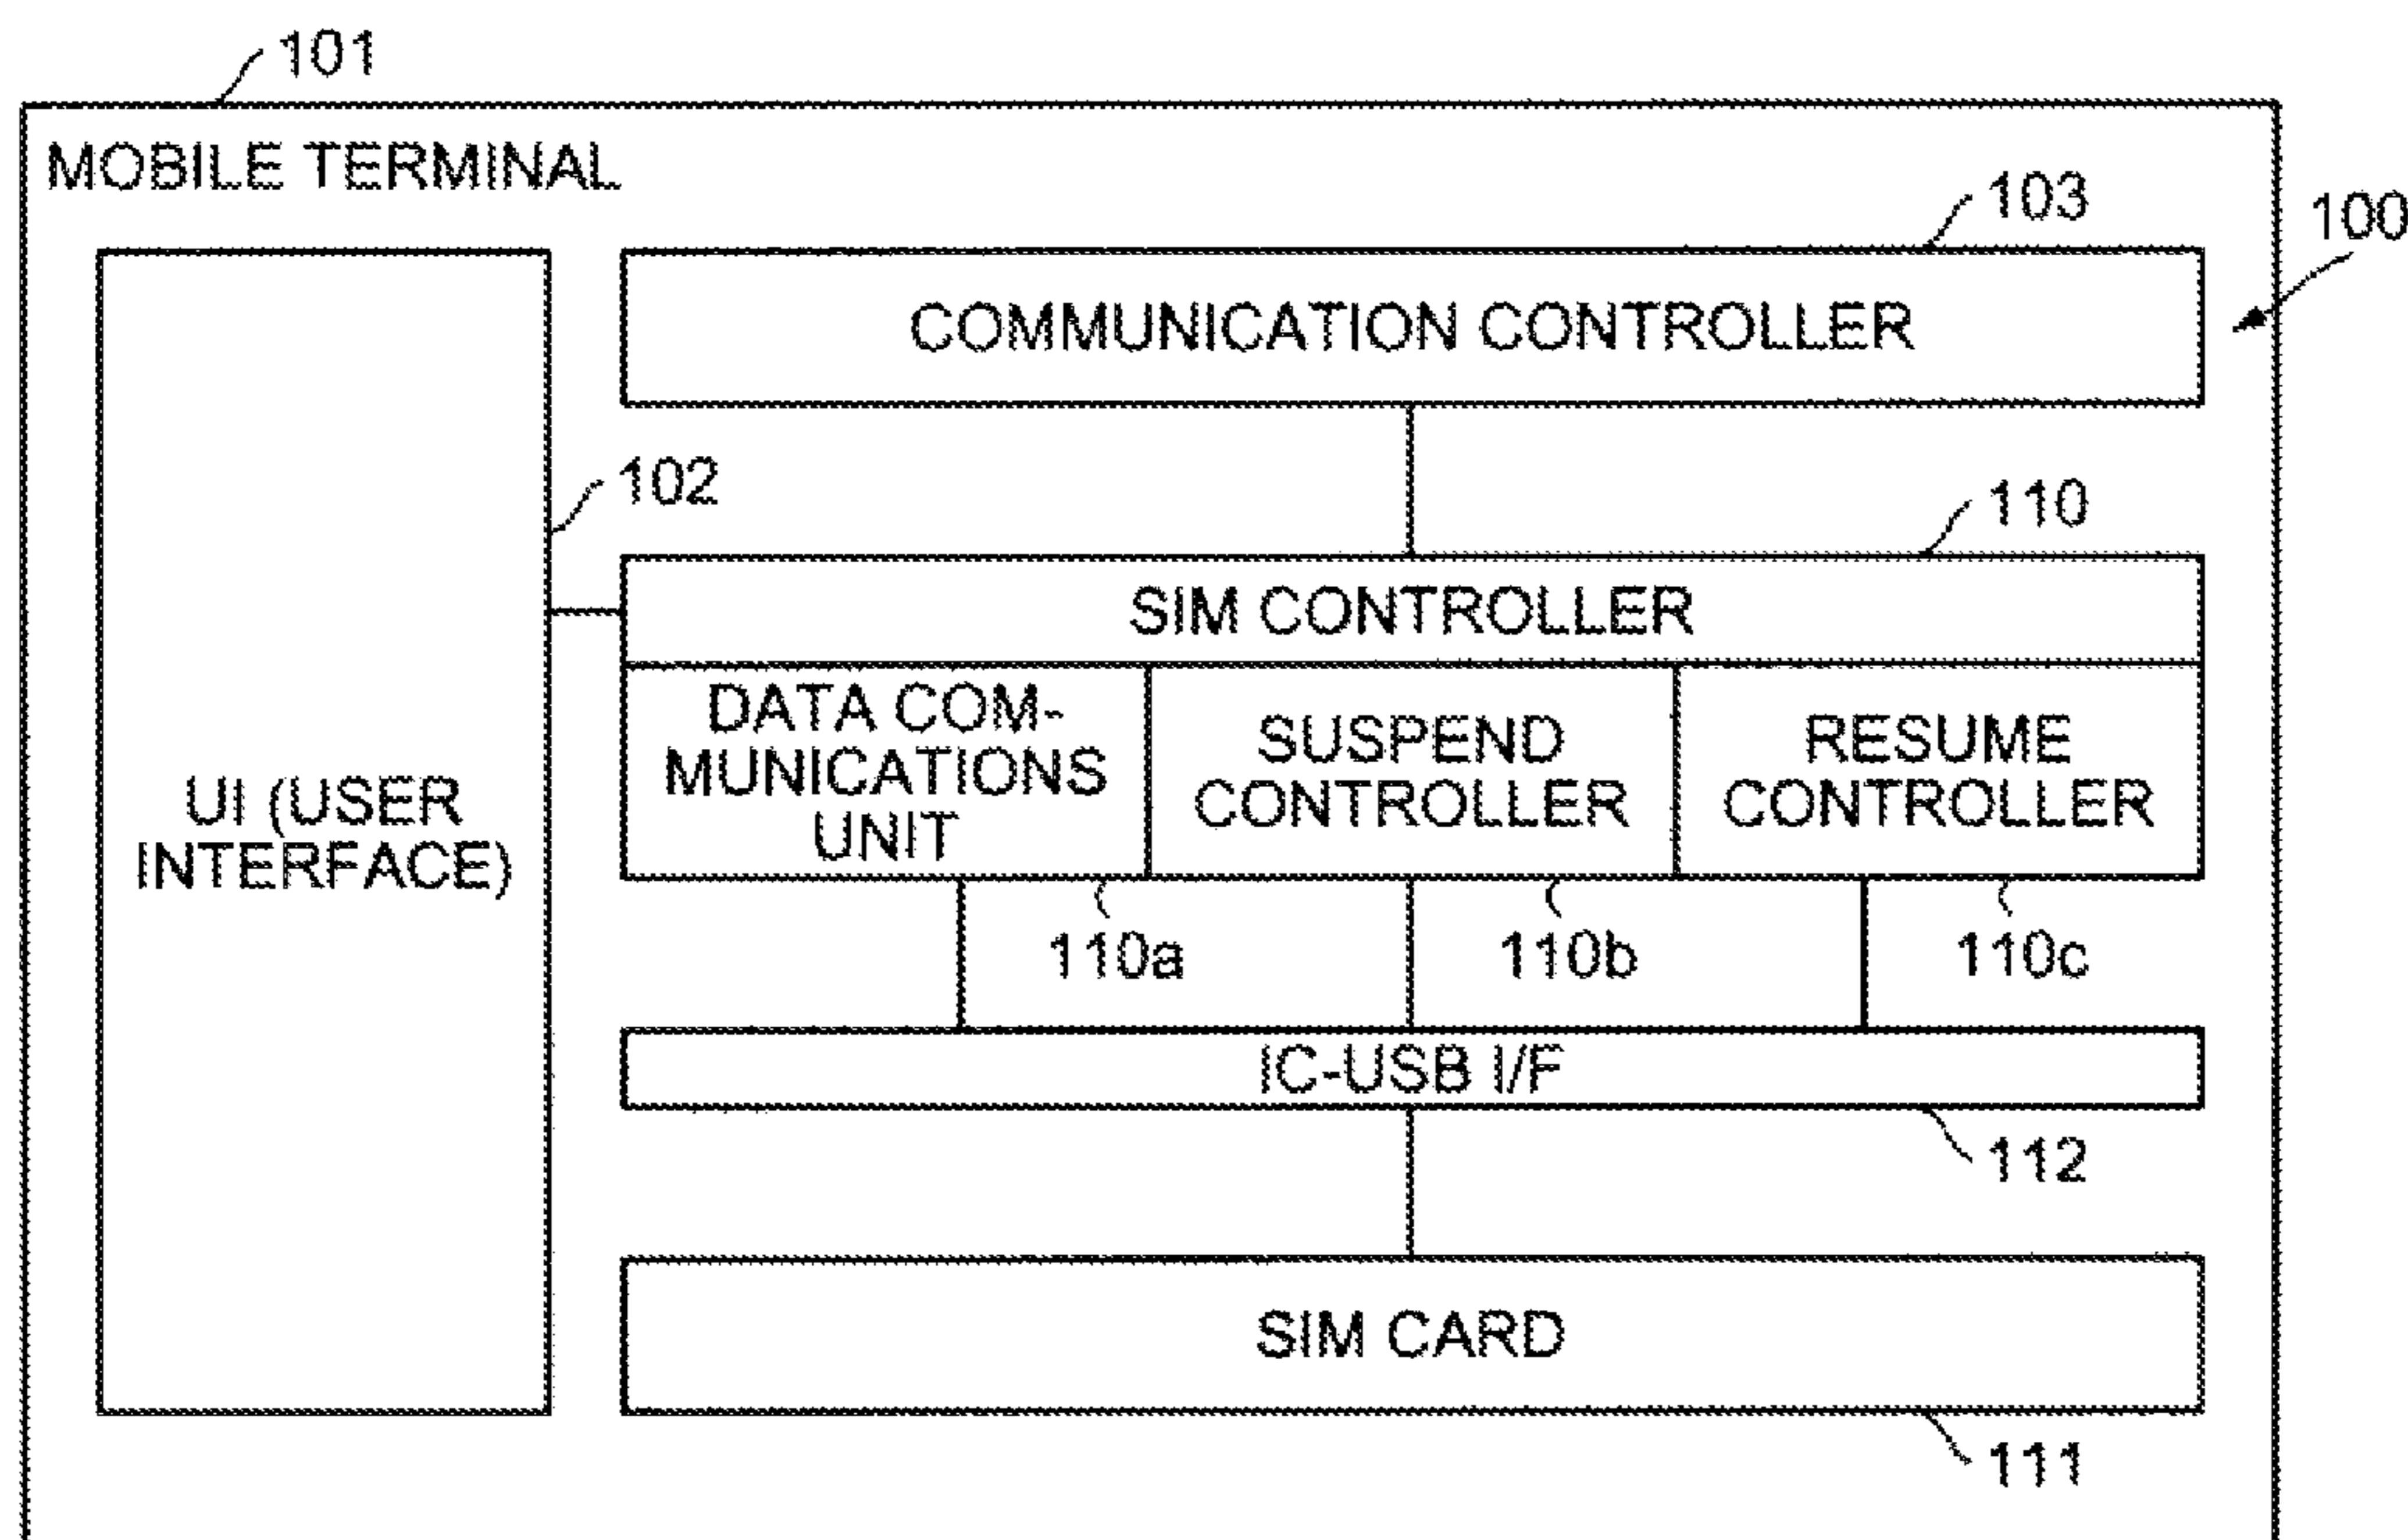 101
MOBILE TERMINAL
103
100
COMMUNICATION CONTROLLER
102
110
SIM CONTROLLER
DATA COM-
MUNICATIONS
UNIT
SUSPEND
CONTROLLER
RESUME
CONTROLLER
UI (USER
INTERFACE)
110a
110b
110c
IC-USB I/F
112
SIM CARD
111